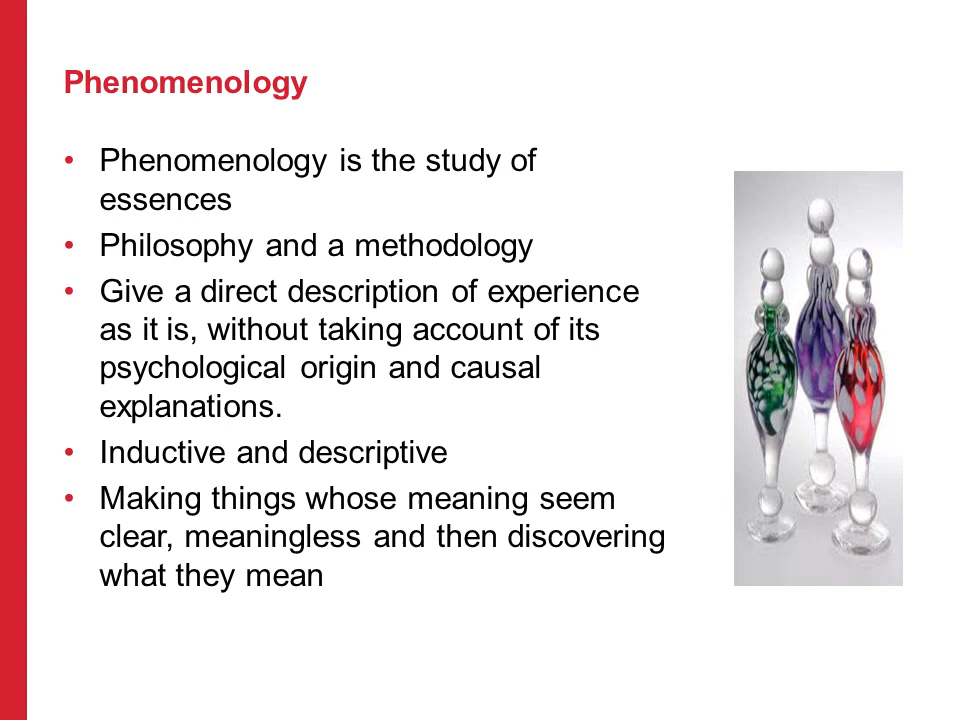 Phenomenology
• Phenomenology is the study of
essences
• Philosophy and a methodology
• Give a direct description of experience
as it is, without taking account of its
psychological origin and causal
explanations.
• Inductive and descriptive
• Making things whose meaning seem
clear, meaningless and then discovering
what they mean